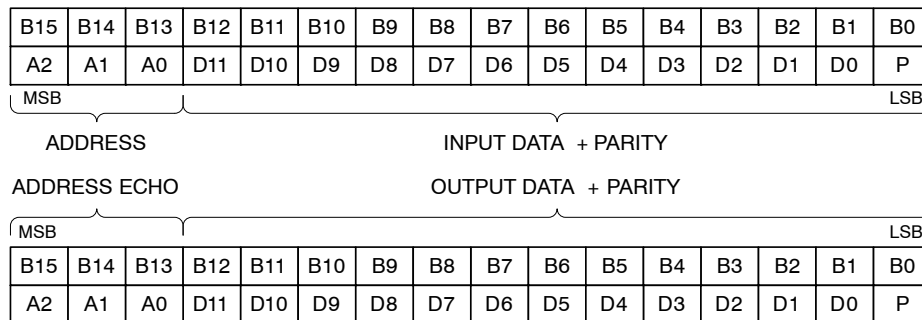 B15 B14 B13 B12 B11 B10 B9 B8 B7 B6 B5 B4 B3 B2 B1 B0
A2 A1 A0 D11 D10 D9 D8 D7 D6 D5 D4 D3 D2 D1 D0 P
MSB LSB
ADDRESS INPUT DATA + PARITY
ADDRESS ECHO OUTPUT DATA + PARITY
MSB LSB
B15 B14 B13 B12 B11 B10 B9 B8 B7 B6 B5 B4 B3 B2 B1 B0
A2 A1 A0 D11 D10 D9 D8 D7 D6 D5 D4 D3 D2 D1 D0 P